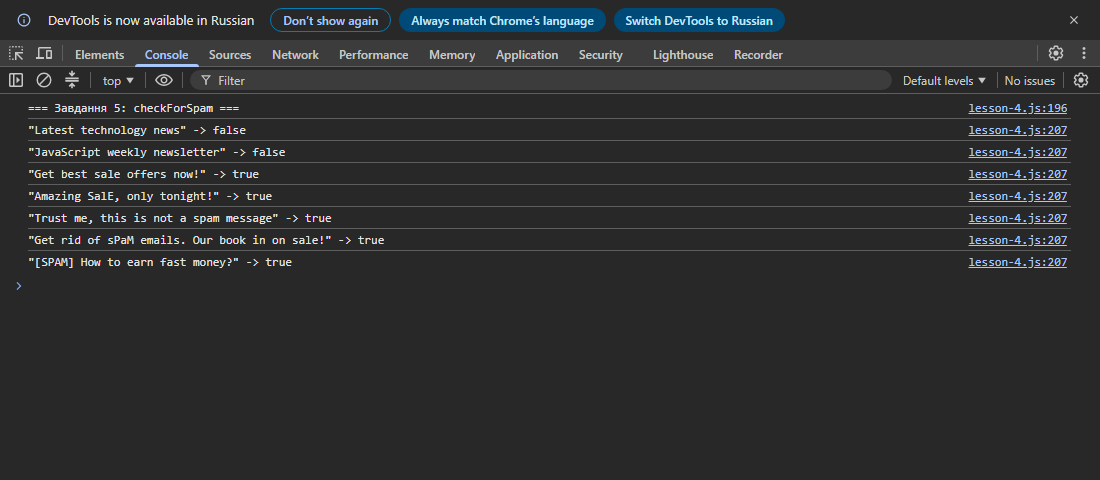 DevTools is now available in Russian Don't show again Always match Chrome's language Switch DevTools to Russian
Elements Console Sources Network Performance Memory Application Security Lighthouse Recorder
top Filter Default levels No issues
=== Завдання 5: checkForSpam === lesson-4.js:196
"Latest technology news" -> false lesson-4.js:207
"JavaScript weekly newsletter" -> false lesson-4.js:207
"Get best sale offers now!" -> true lesson-4.js:207
"Amazing SalE, only tonight!" -> true lesson-4.js:207
"Trust me, this is not a spam message" -> true lesson-4.js:207
"Get rid of sPaM emails. Our book in on sale!" -> true lesson-4.js:207
"[SPAM] How to earn fast money?" -> true lesson-4.js:207